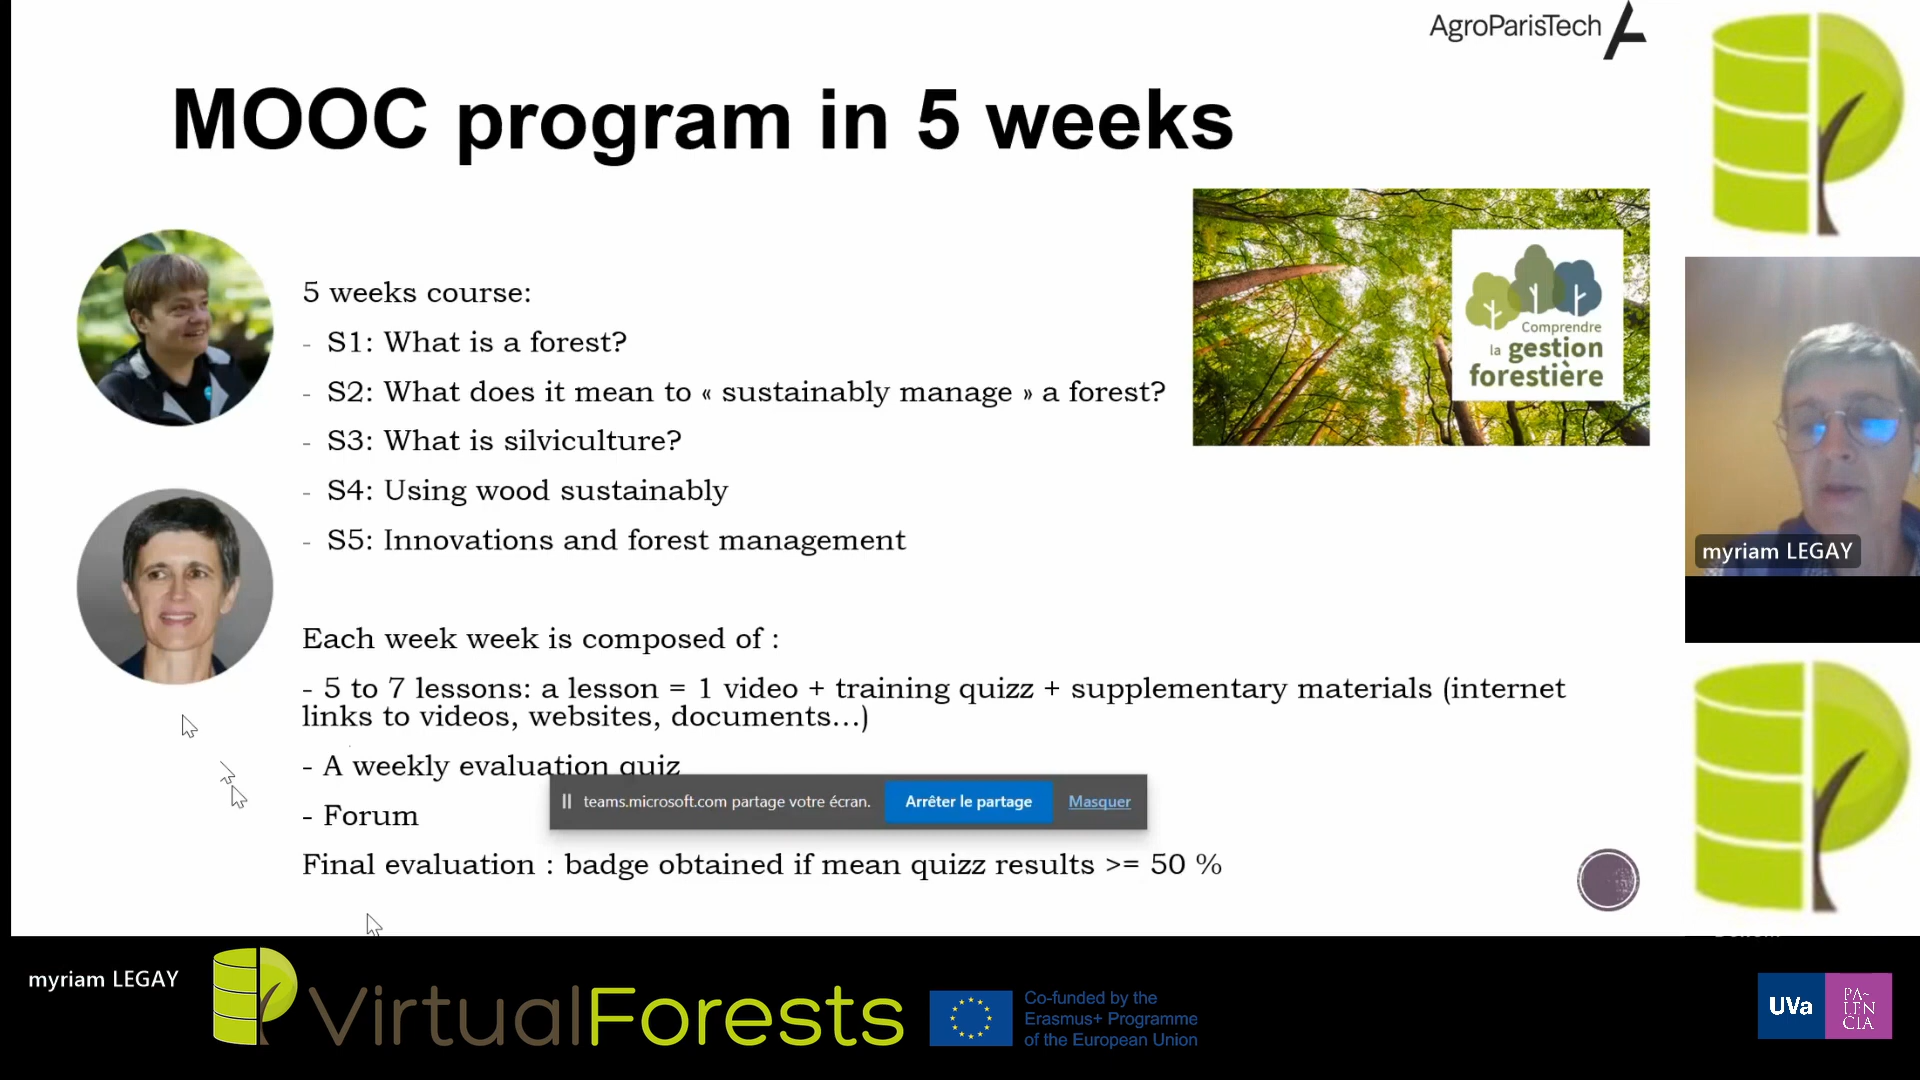 AgroParisTech
MOOC program in 5 weeks
5 weeks course:
- S1: What is a forest?
- S2: What does it mean to « sustainably manage » a forest?
- S3: What is silviculture?
- S4: Using wood sustainably
- S5: Innovations and forest management
Comprendre
la gestion
forestière
Each week week is composed of :
- 5 to 7 lessons: a lesson = 1 video + training quizz + supplementary materials (internet
links to videos, websites, documents...)
- A weekly evaluation quiz
teams.microsoft.com partage votre écran. Arrêter le partage Masquer
- Forum
Final evaluation : badge obtained if mean quizz results >= 50 %
myriam LEGAY
myriam LEGAY
VirtualForests
Co-funded by the
Erasmus+ Programme
of the European Union
UVa
PA-
LEN
CIA